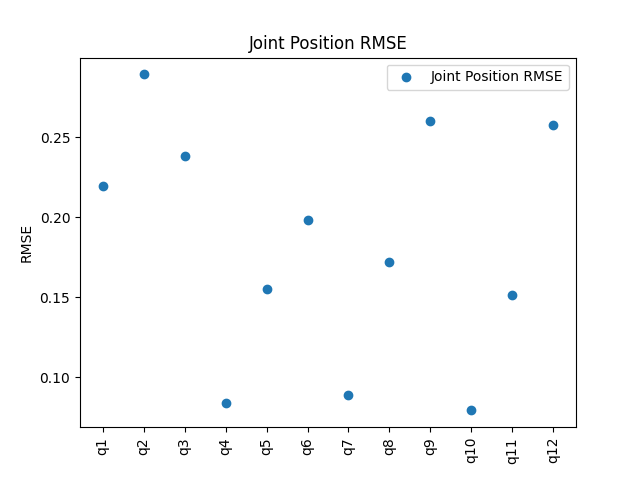 Joint Position RMSE
Joint Position RMSE
RMSE
0.25
0.20
0.15
0.10
q1
q2
q3
q4
q5
q6
q7
q8
q9
q10
q11
q12